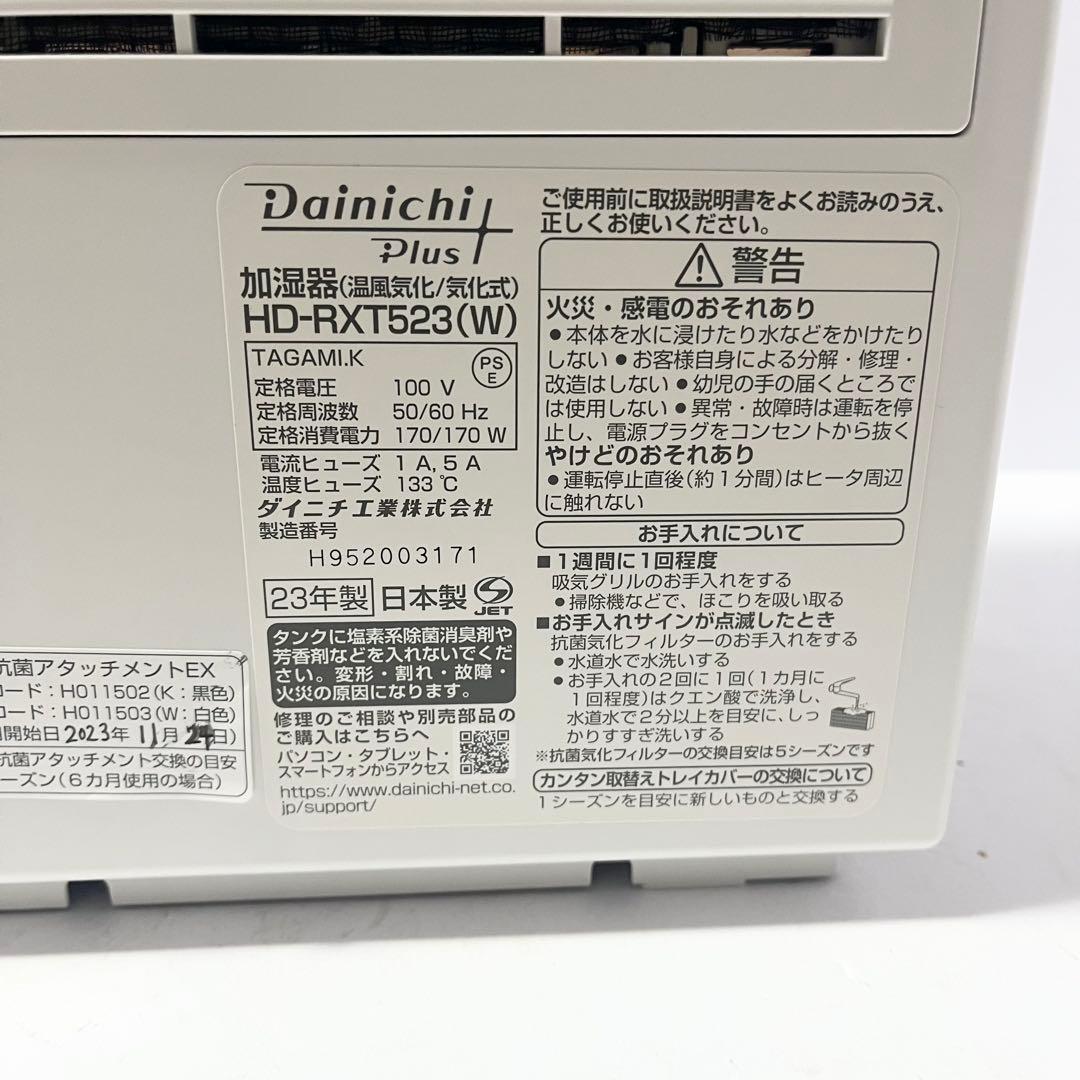 Dainichi
Plus
加湿器(温風気化/気化式)
HD-RXT523(W)
TAGAMI.K
PS
E
定格電圧 100 V
定格周波数 50/60 Hz
定格消費電力 170/170 W
電流ヒューズ 1 A, 5 A
温度ヒューズ 133 ℃
ダイニチ工業株式会社
製造番号
H952003171
23年製 日本製
JET
タンクに塩素系除菌消臭剤や
芳香剤などを入れないでくだ
さい。変形・割れ・故障・
火災の原因になります。
修理のご相談や別売部品の
ご購入はこちらへ
パソコン・タブレット・
スマートフォンからアクセス
https://www.dainichi-net.co.
jp/support/
ご使用前に取扱説明書をよくお読みのうえ、
正しくお使いください。
警告
火災・感電のおそれあり
●本体を水に浸けたり水などをかけたり
しない ●お客様自身による分解・修理・
改造はしない ●幼児の手の届くところで
は使用しない ●異常・故障時は運転を停
止し、電源プラグをコンセントから抜く
やけどのおそれあり
●運転停止直後(約1分間)はヒータ周辺
に触れない
お手入れについて
■1週間に1回程度
吸気グリルのお手入れをする
●掃除機などで、ほこりを吸い取る
■お手入れサインが点滅したとき
抗菌気化フィルターのお手入れをする
●水道水で水洗いする
●お手入れの2回に1回(1カ月に
1回程度)はクエン酸で洗浄し、
水道水で2分以上を目安に、しっ
かりすすぎ洗いする
※抗菌気化フィルターの交換目安は5シーズンです
カンタン取替えトレイカバーの交換について
1シーズンを目安に新しいものと交換する
抗菌アタッチメントEX
コード：H011502(K：黒色)
コード：H011503(W：白色)
開始日2023年11月24日)
抗菌アタッチメント交換の目安
ーズン(6カ月使用の場合)